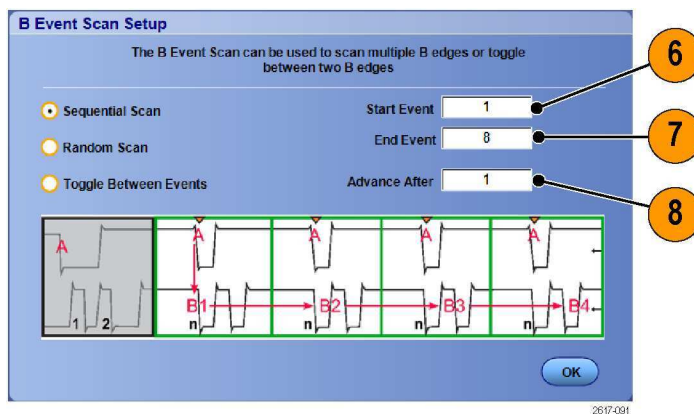 B Event Scan Setup
The B Event Scan can be used to scan multiple B edges or toggle
between two B edges
Sequential Scan
Random Scan
Toggle Between Events
Start Event 1
End Event 8
Advance After 1
6
7
8
A A A A A
B1 B2 B3 B4
1 2 n n n n
OK
2617-091